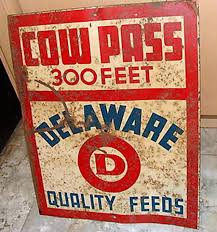 COW PASS
300 FEET
DELAWARE
D
QUALITY FEEDS